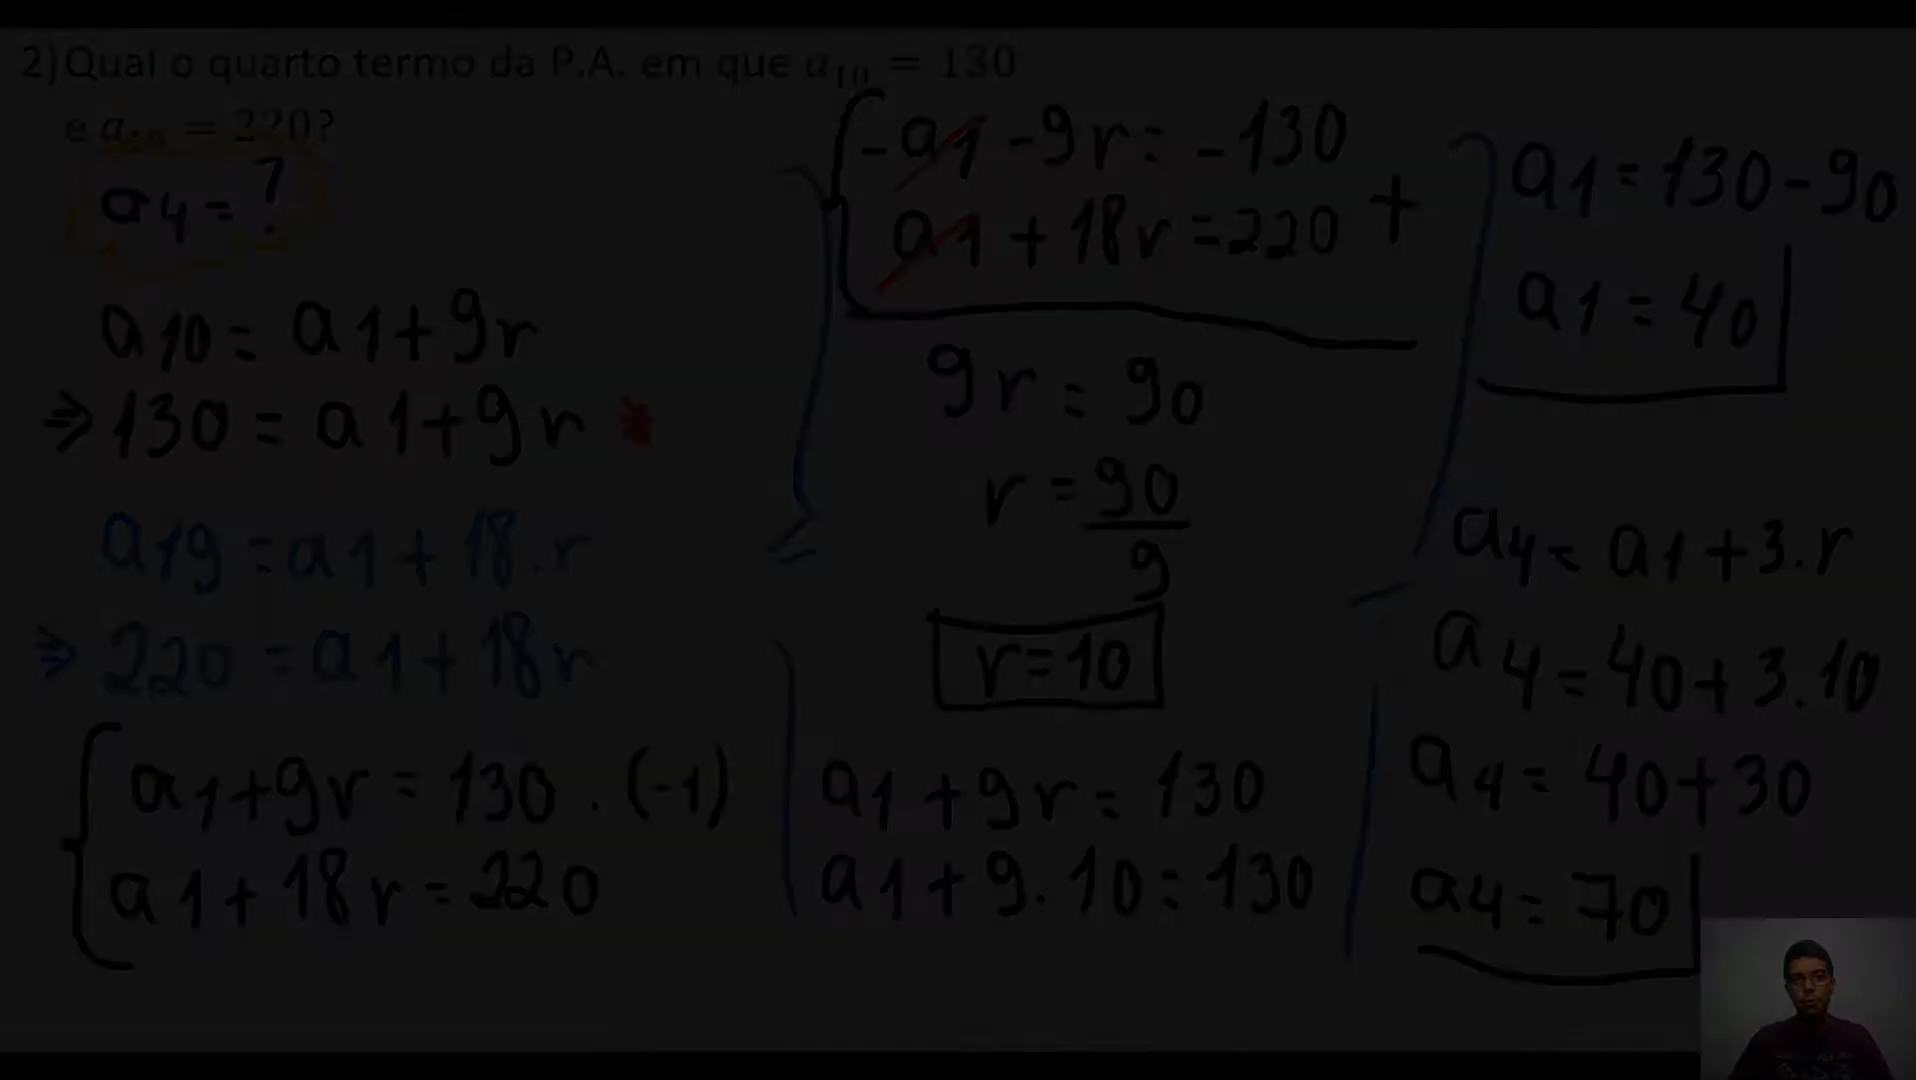 2) Qual o quarto termo da P.A. em que a₁₀ = 130
e a₁₉ = 220?
a4 = ?
a10 = a1+9r
⇒ 130 = a1+9r *
a19 = a1+18.r
⇒ 220 = a1+18r
a1+9r = 130 . (-1)
a1+18r = 220
-a1 -9r = -130
a1 + 18r = 220 +
9r = 90
r = 90
9
r = 10
a1 + 9r = 130
a1 + 9.10 = 130
a1 = 130-90
a1 = 40
a4 = a1+3.r
a4 = 40+3.10
a4 = 40+30
a4 = 70